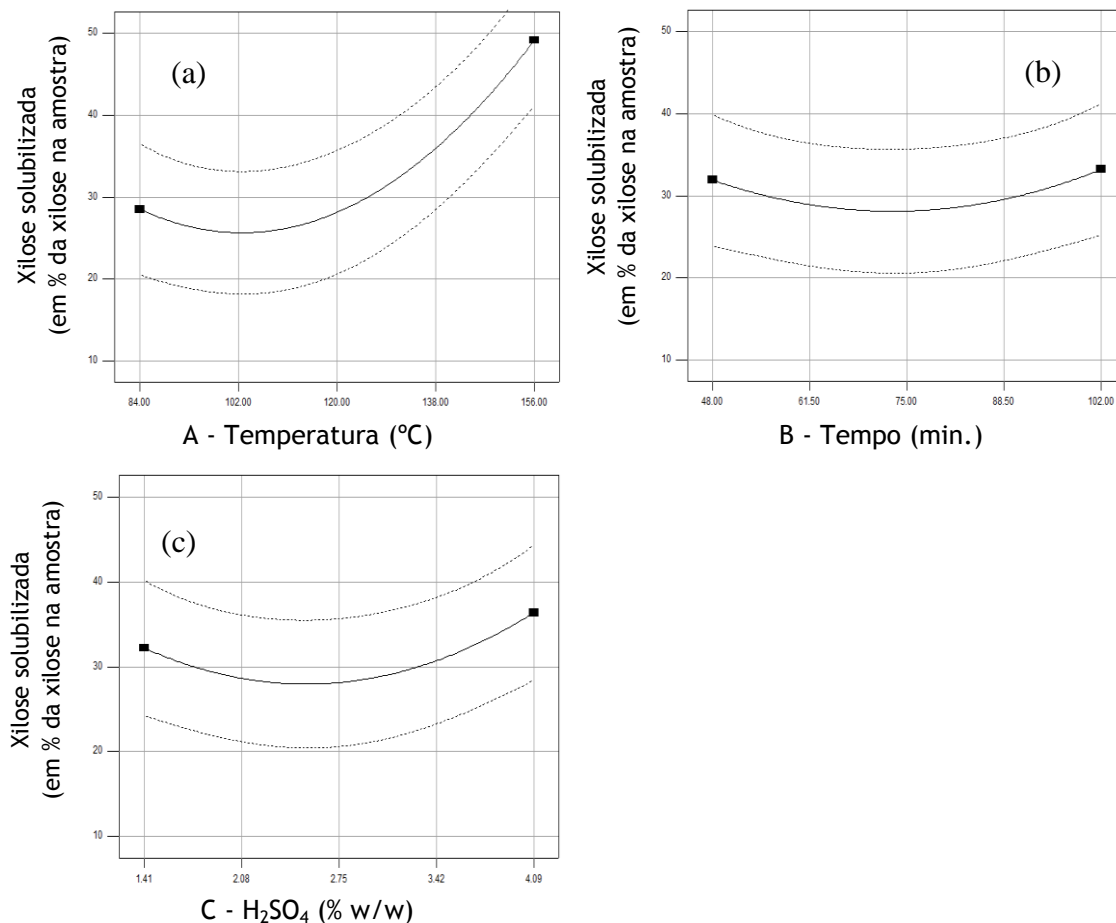 (a)
Xilose solubilizada
(em % da xilose na amostra)
50
40
30
20
10
84.00 102.00 120.00 138.00 156.00
A - Temperatura (ºC)
(b)
Xilose solubilizada
(em % da xilose na amostra)
50
40
30
20
10
48.00 61.50 75.00 88.50 102.00
B - Tempo (min.)
(c)
Xilose solubilizada
(em % da xilose na amostra)
50
40
30
20
10
1.41 2.08 2.75 3.42 4.09
C - H₂SO₄ (% w/w)